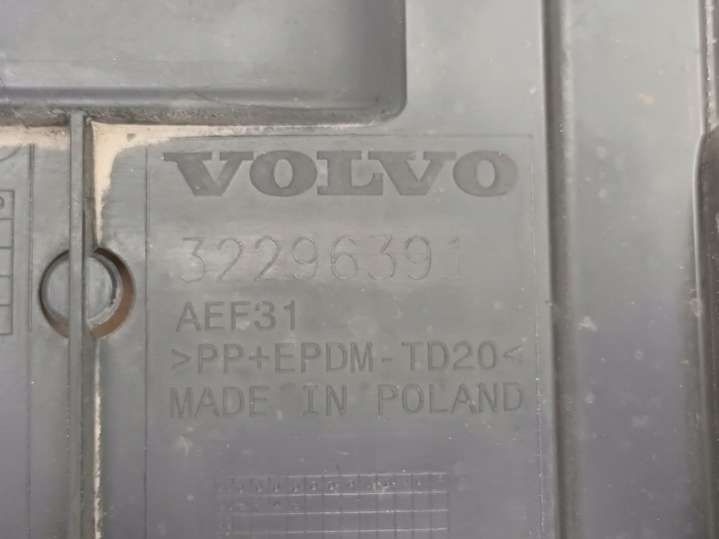 VOLVO
32296391
AEF31
>PP+EPDM-TD20<
MADE IN POLAND